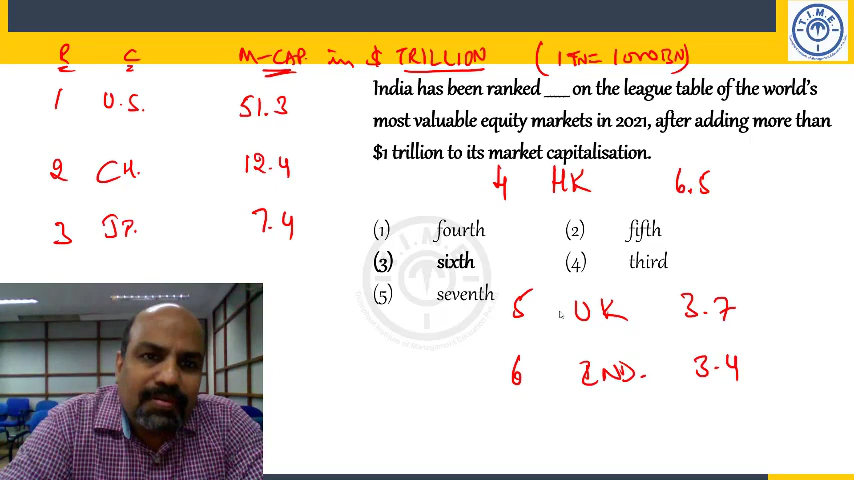 R C M-CAP. in $ TRILLION (1TN= 1000BN)
1 U.S. 51.3
2 CH. 12.4
3 JP. 7.4
India has been ranked ___ on the league table of the world's
most valuable equity markets in 2021, after adding more than
$1 trillion to its market capitalisation.
4 HK 6.5
(1) fourth (2) fifth
(3) sixth (4) third
(5) seventh
5 UK 3.7
6 IND. 3.4
T.I.M.E.
T.I.M.E.